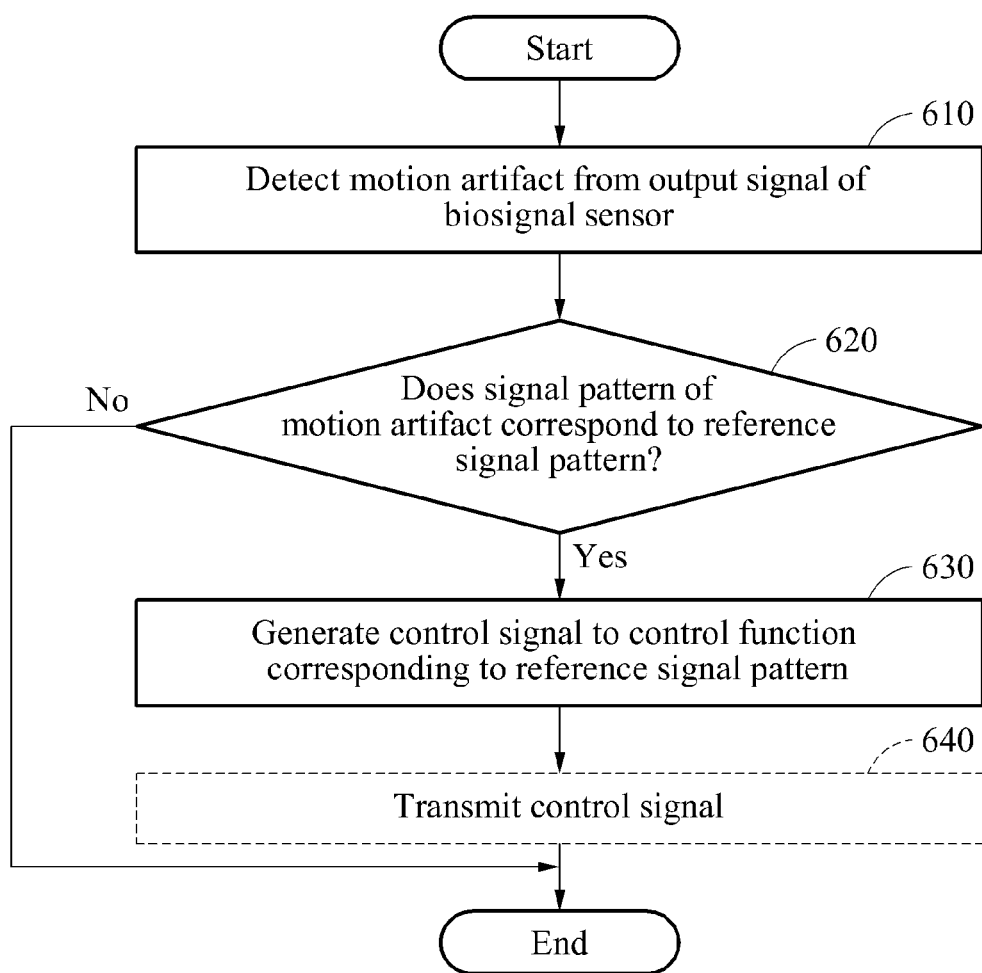 Start
610
Detect motion artifact from output signal of
biosignal sensor
620
No
Does signal pattern of
motion artifact correspond to reference
signal pattern?
Yes
630
Generate control signal to control function
corresponding to reference signal pattern
640
Transmit control signal
End